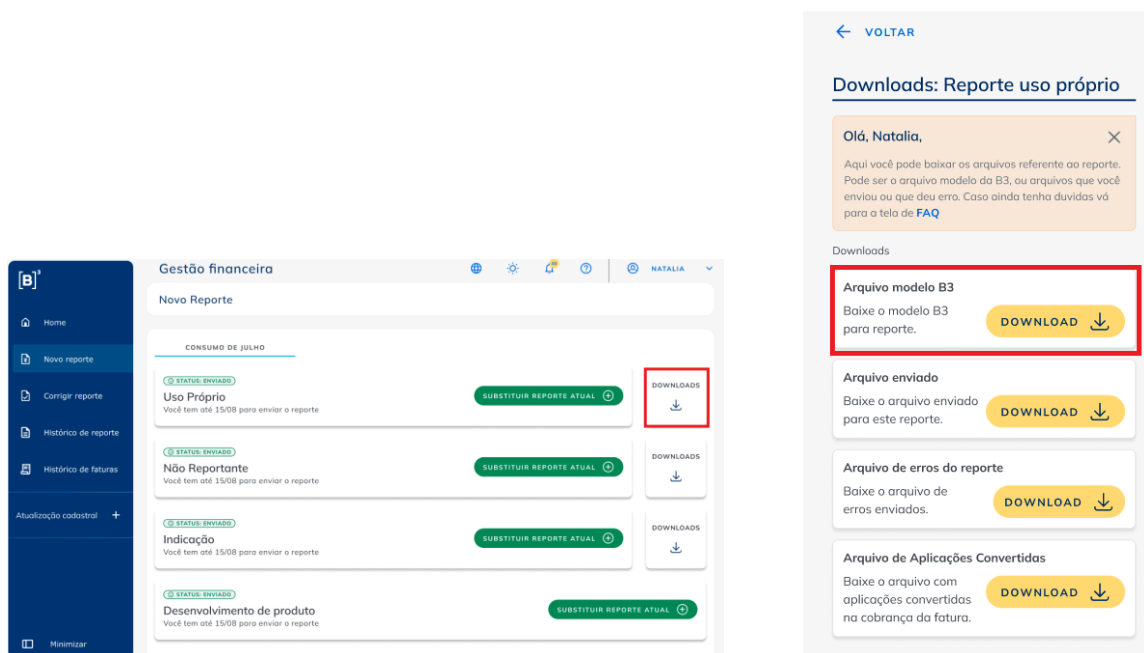 VOLTAR
Downloads: Reporte uso próprio
Olá, Natalia,
Aqui você pode baixar os arquivos referente ao reporte.
Pode ser o arquivo modelo da B3, ou arquivos que você
enviou ou que deu erro. Caso ainda tenha duvidas vá
para a tela de FAQ
Downloads
Arquivo modelo B3
Baixe o modelo B3
para reporte.
DOWNLOAD
Arquivo enviado
Baixe o arquivo enviado
para este reporte.
DOWNLOAD
Arquivo de erros do reporte
Baixe o arquivo de
erros enviados.
DOWNLOAD
Arquivo de Aplicações Convertidas
Baixe o arquivo com
aplicações convertidas
na cobrança da fatura.
DOWNLOAD
[B]³
Home
Novo reporte
Corrigir reporte
Histórico de reporte
Histórico de faturas
Atualização cadastral +
Minimizar
Gestão financeira
NATALIA
Novo Reporte
CONSUMO DE JULHO
STATUS: ENVIADO
Uso Próprio
Você tem até 15/08 para enviar o reporte
SUBSTITUIR REPORTE ATUAL
DOWNLOADS
STATUS: ENVIADO
Não Reportante
Você tem até 15/08 para enviar o reporte
SUBSTITUIR REPORTE ATUAL
DOWNLOADS
STATUS: ENVIADO
Indicação
Você tem até 15/08 para enviar o reporte
SUBSTITUIR REPORTE ATUAL
DOWNLOADS
STATUS: ENVIADO
Desenvolvimento de produto
Você tem até 15/08 para enviar o reporte
SUBSTITUIR REPORTE ATUAL